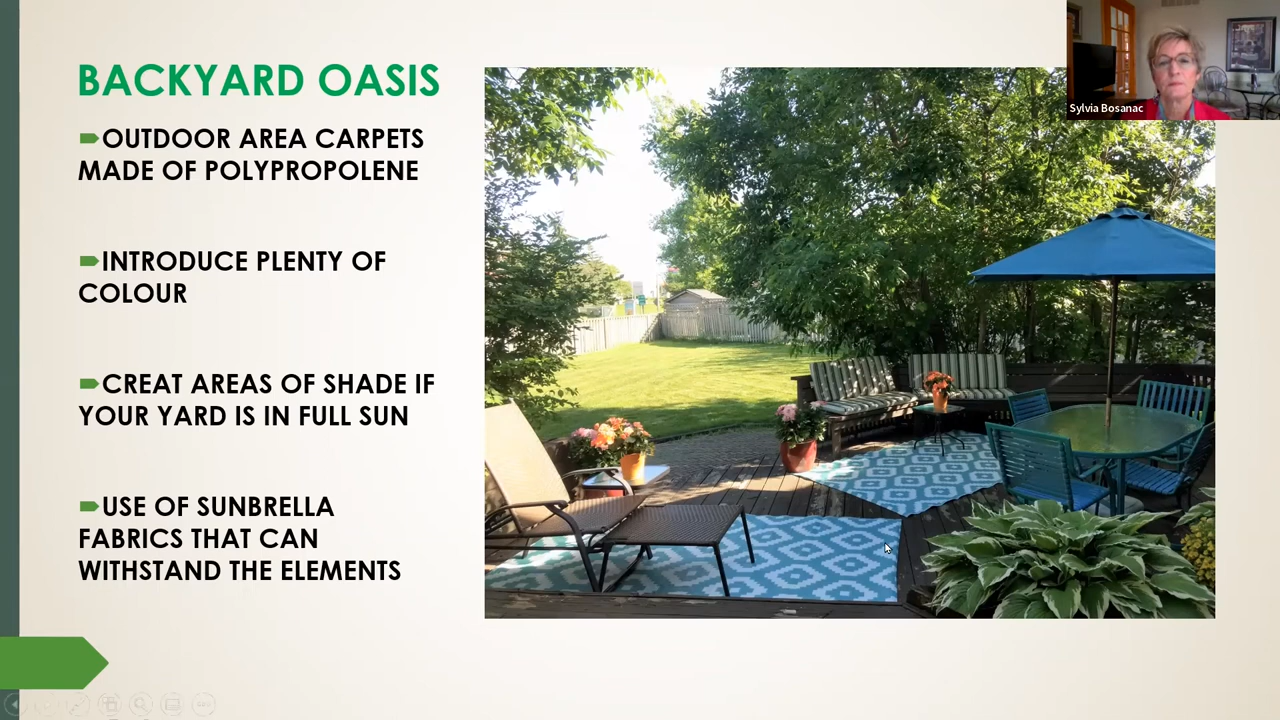 BACKYARD OASIS
OUTDOOR AREA CARPETS
MADE OF POLYPROPOLENE
INTRODUCE PLENTY OF
COLOUR
CREAT AREAS OF SHADE IF
YOUR YARD IS IN FULL SUN
USE OF SUNBRELLA
FABRICS THAT CAN
WITHSTAND THE ELEMENTS
Sylvia Bosanac